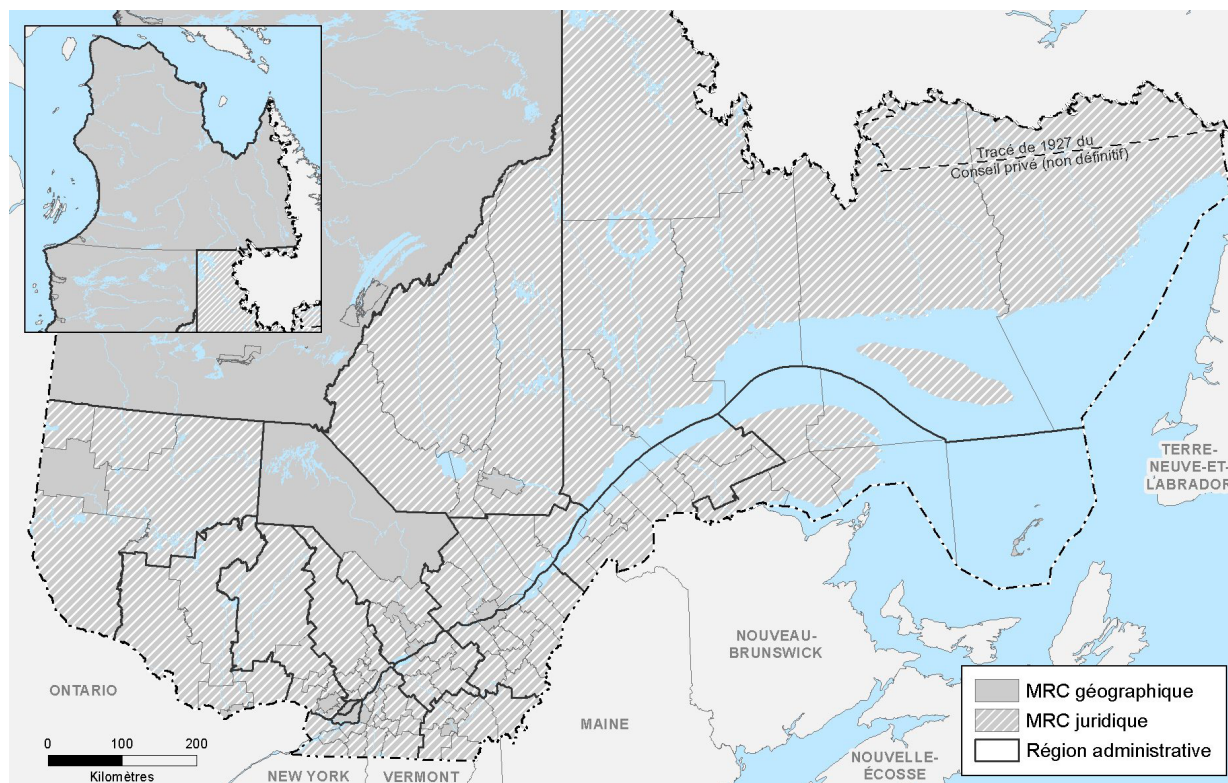 Tracé de 1927 du
Conseil privé (non définitif)
TERRE-
NEUVE-ET-
LABRADOR
NOUVEAU-
BRUNSWICK
ONTARIO
MAINE
NEW YORK
VERMONT
NOUVELLE-
ÉCOSSE
0 100 200
Kilomètres
MRC géographique
MRC juridique
Région administrative